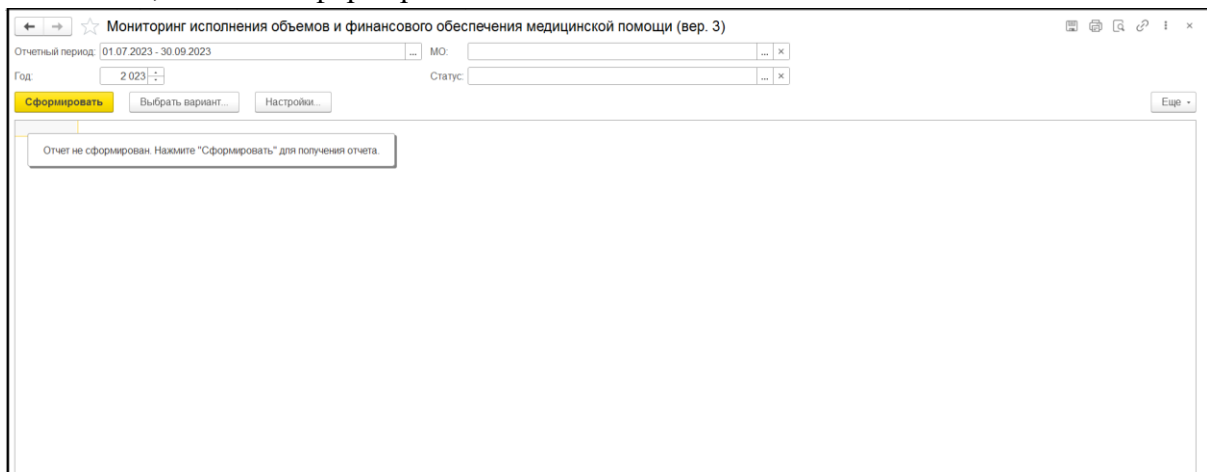 Мониторинг исполнения объемов и финансового обеспечения медицинской помощи (вер. 3)
Отчетный период: 01.07.2023 - 30.09.2023 ... МО: ... ×
Год: 2 023 Статус: ... ×
Сформировать Выбрать вариант... Настройки... Еще
Отчет не сформирован. Нажмите "Сформировать" для получения отчета.